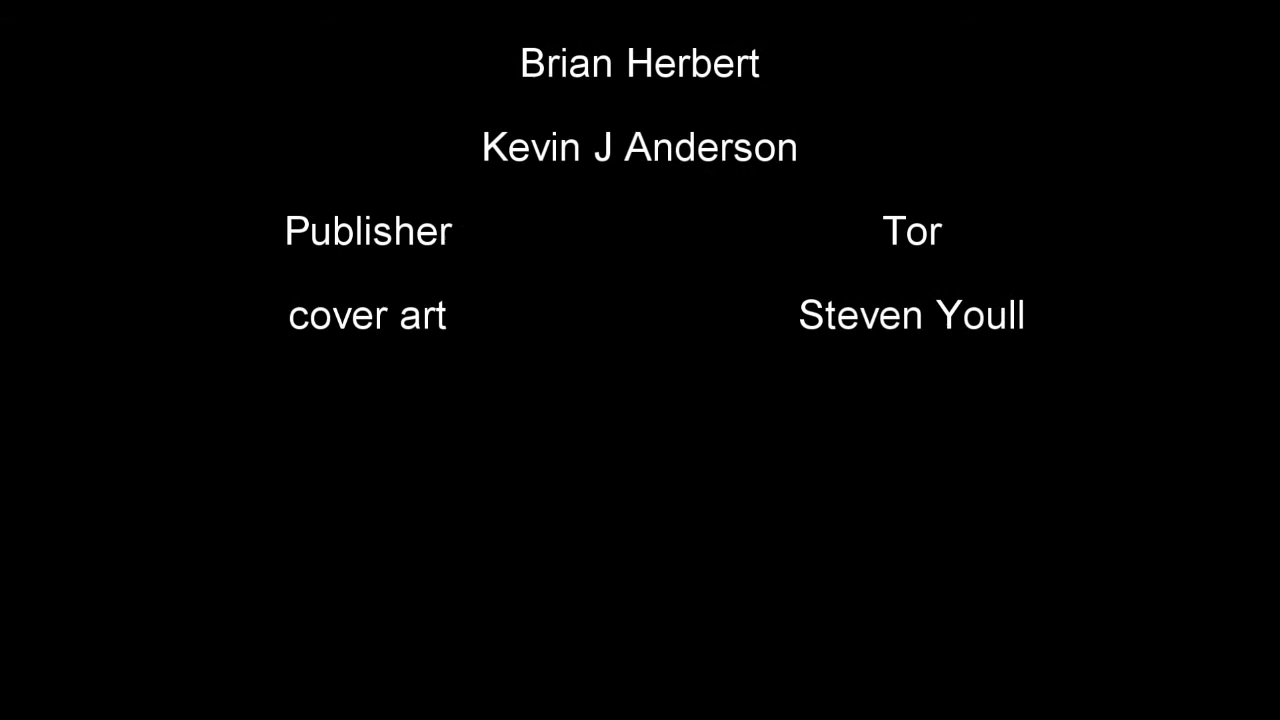 Brian Herbert
Kevin J Anderson
Publisher Tor
cover art Steven Youll